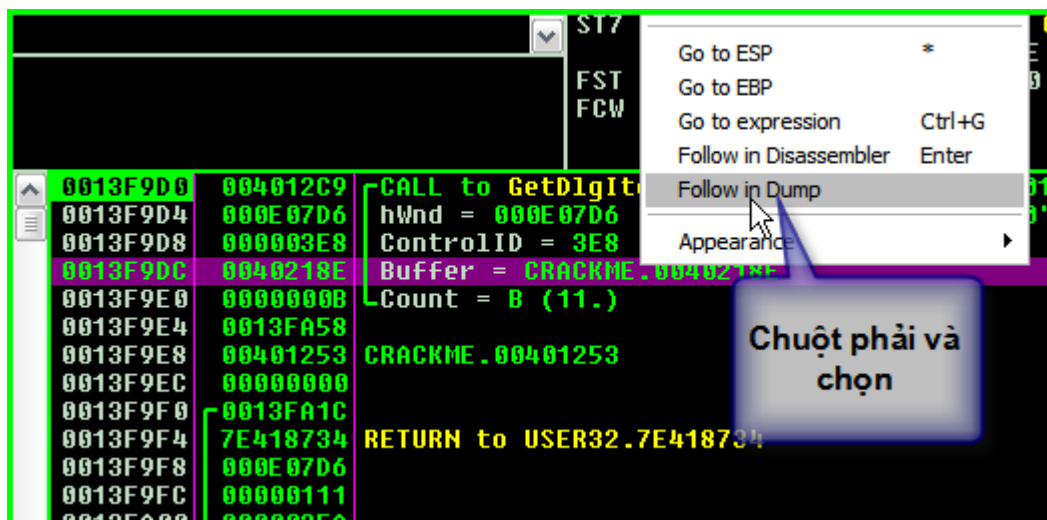 ST7
FST
FCW
Go to ESP *
Go to EBP
Go to expression Ctrl+G
Follow in Disassembler Enter
Follow in Dump
Appearance
0013F9D0 004012C9 CALL to
0013F9D4 000E07D6 hWnd = 000E07D6
0013F9D8 000003E8 ControlID = 3E8
0013F9DC 0040218E Buffer = CRACKME.0040218E
0013F9E0 0000000B Count = B (11.)
0013F9E4 0013FA58
0013F9E8 00401253 CRACKME.00401253
0013F9EC 00000000
0013F9F0 0013FA1C
0013F9F4 7E418734 RETURN to USER32.7E418734
0013F9F8 000E07D6
0013F9FC 00000111
Chuột phải và
chọn